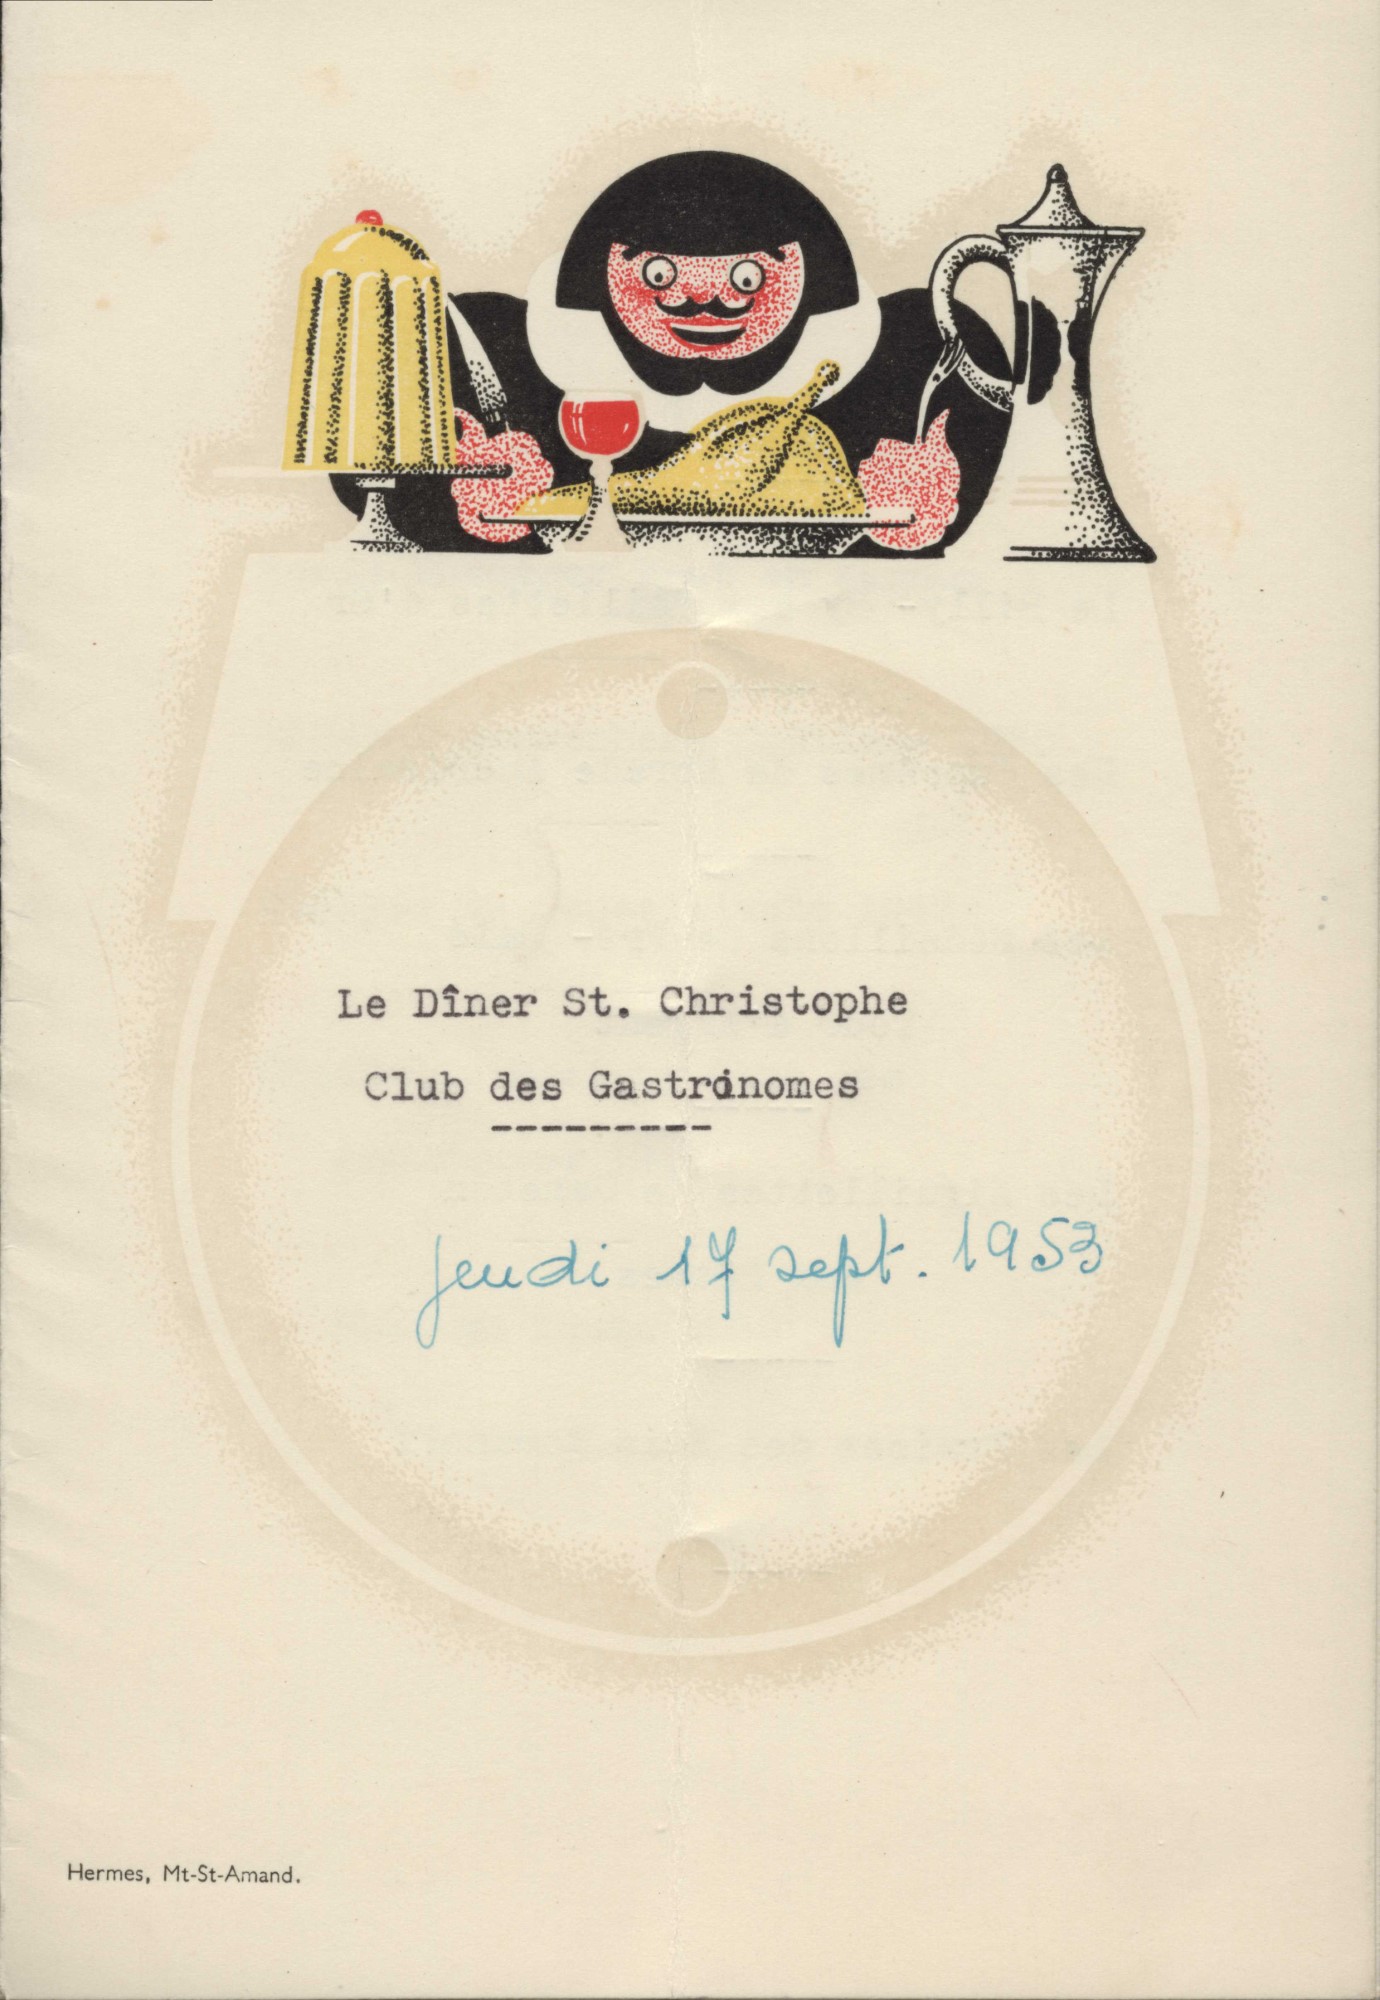 Le Dîner St. Christophe
Club des Gastronomes
---------
jeudi 17 sept. 1953
Hermes, Mt-St-Amand.